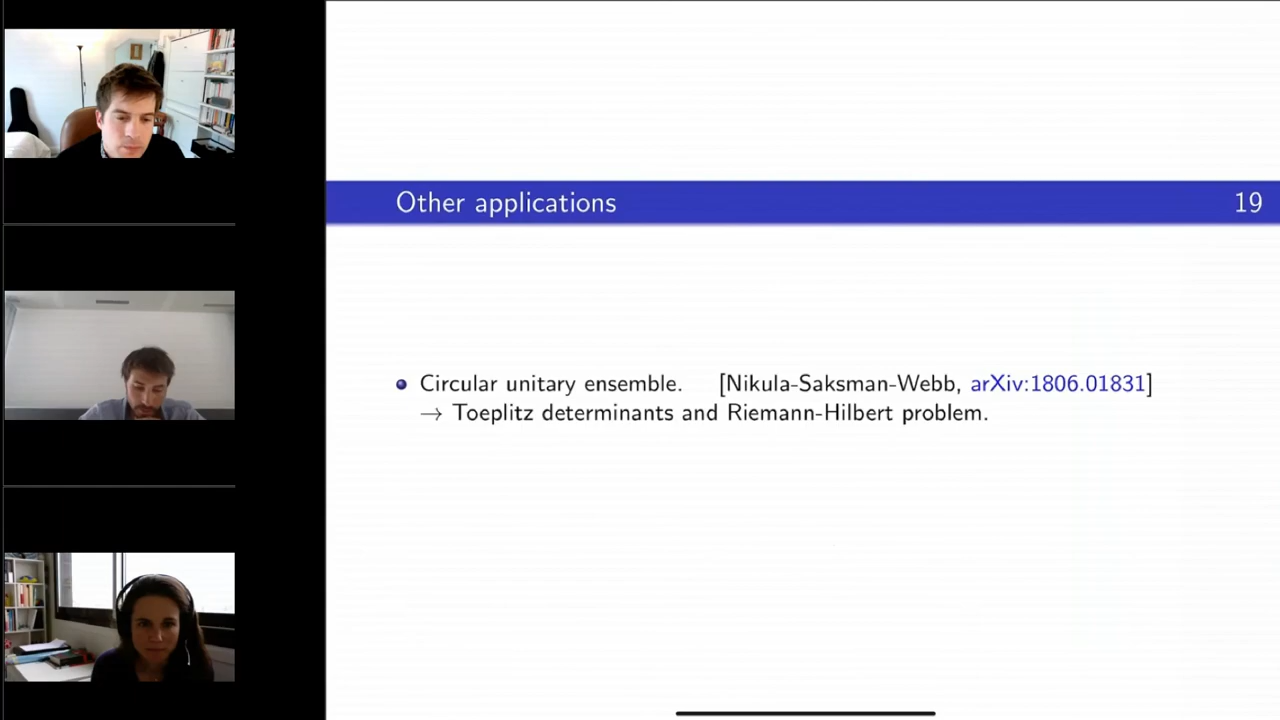 Other applications 19
• Circular unitary ensemble. [Nikula-Saksman-Webb, arXiv:1806.01831]
→ Toeplitz determinants and Riemann-Hilbert problem.